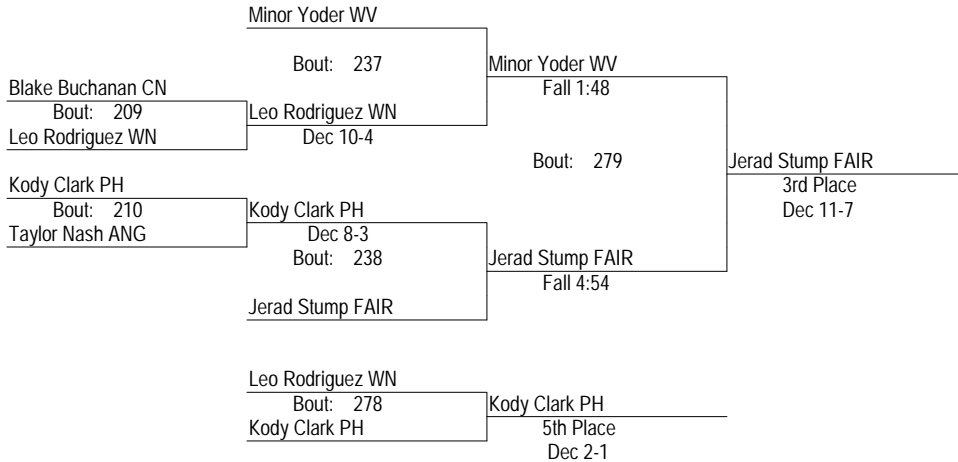 Minor Yoder WV
Bout: 237
Minor Yoder WV
Fall 1:48
Blake Buchanan CN
Bout: 209
Leo Rodriguez WN
Leo Rodriguez WN
Dec 10-4
Bout: 279
Jerad Stump FAIR
3rd Place
Dec 11-7
Kody Clark PH
Bout: 210
Taylor Nash ANG
Kody Clark PH
Dec 8-3
Bout: 238
Jerad Stump FAIR
Fall 4:54
Jerad Stump FAIR
Leo Rodriguez WN
Bout: 278
Kody Clark PH
Kody Clark PH
5th Place
Dec 2-1